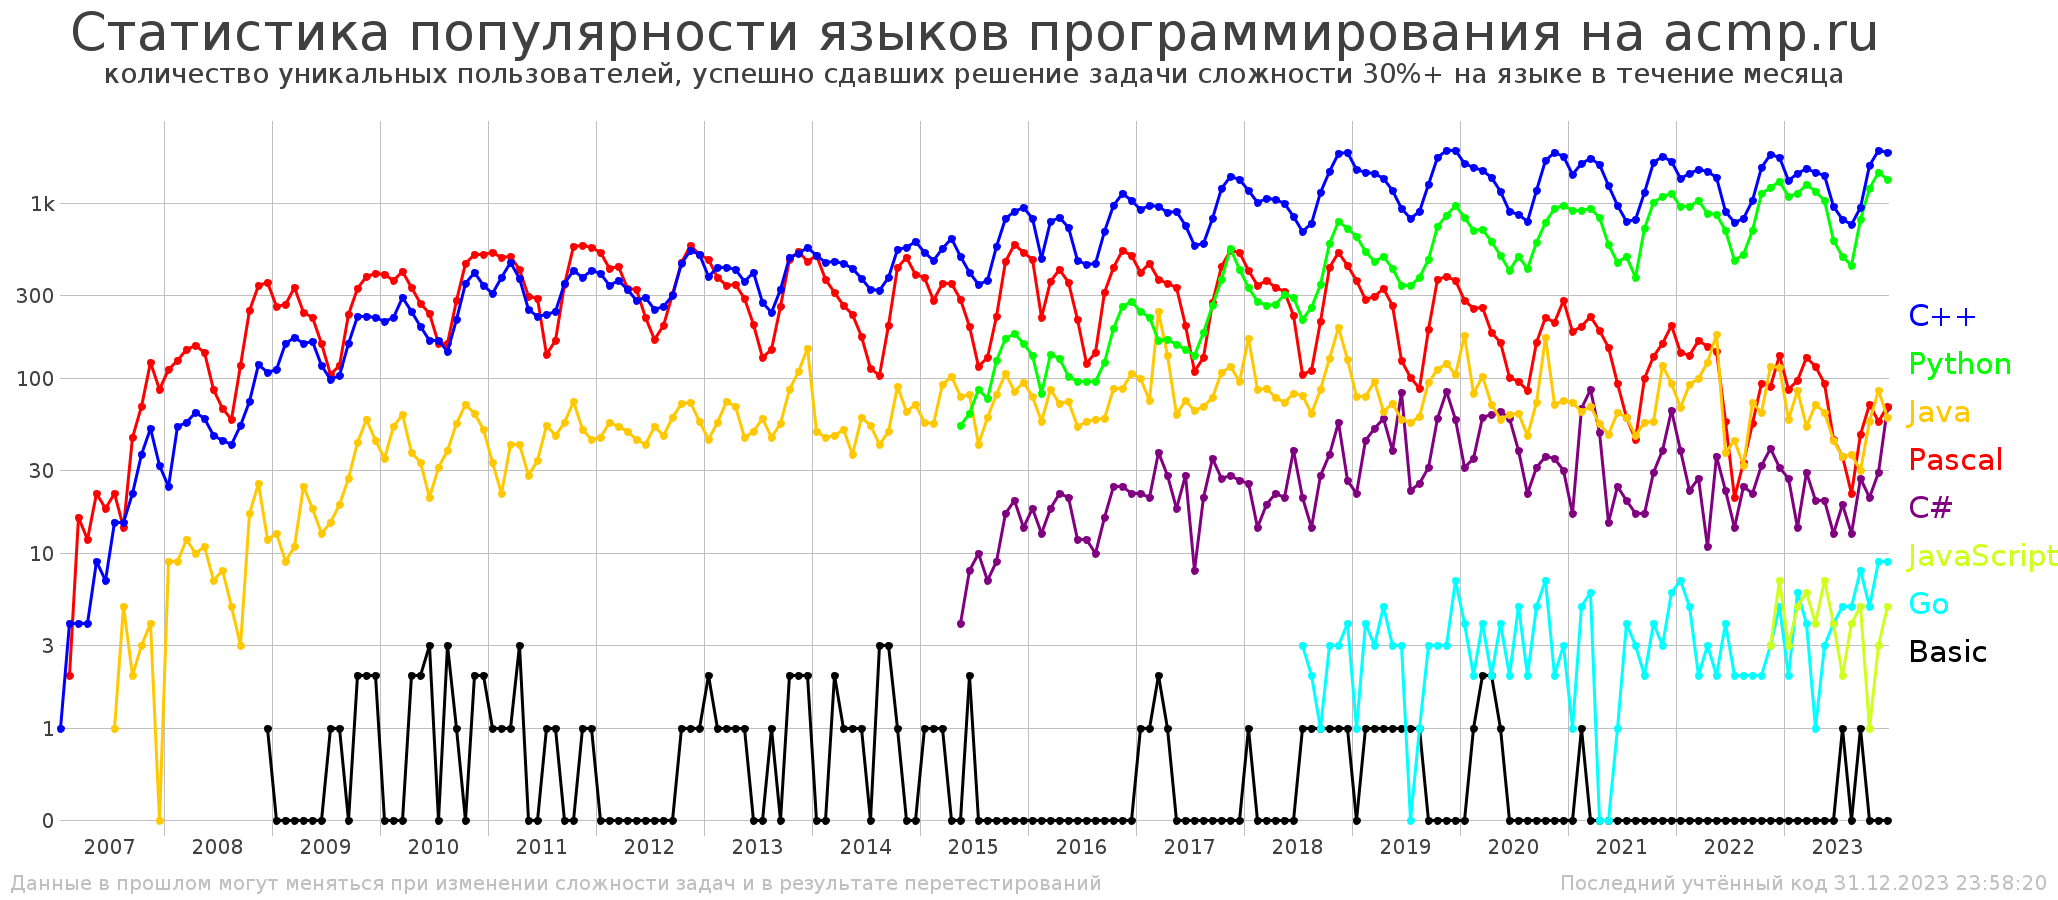 Статистика популярности языков программирования на acmp.ru
количество уникальных пользователей, успешно сдавших решение задачи сложности 30%+ на языке в течение месяца
1k
300
100
30
10
3
1
0
C++
Python
Java
Pascal
C#
JavaScript
Go
Basic
2007 2008 2009 2010 2011 2012 2013 2014 2015 2016 2017 2018 2019 2020 2021 2022 2023
Данные в прошлом могут меняться при изменении сложности задач и в результате перетестирований
Последний учтённый код 31.12.2023 23:58:20